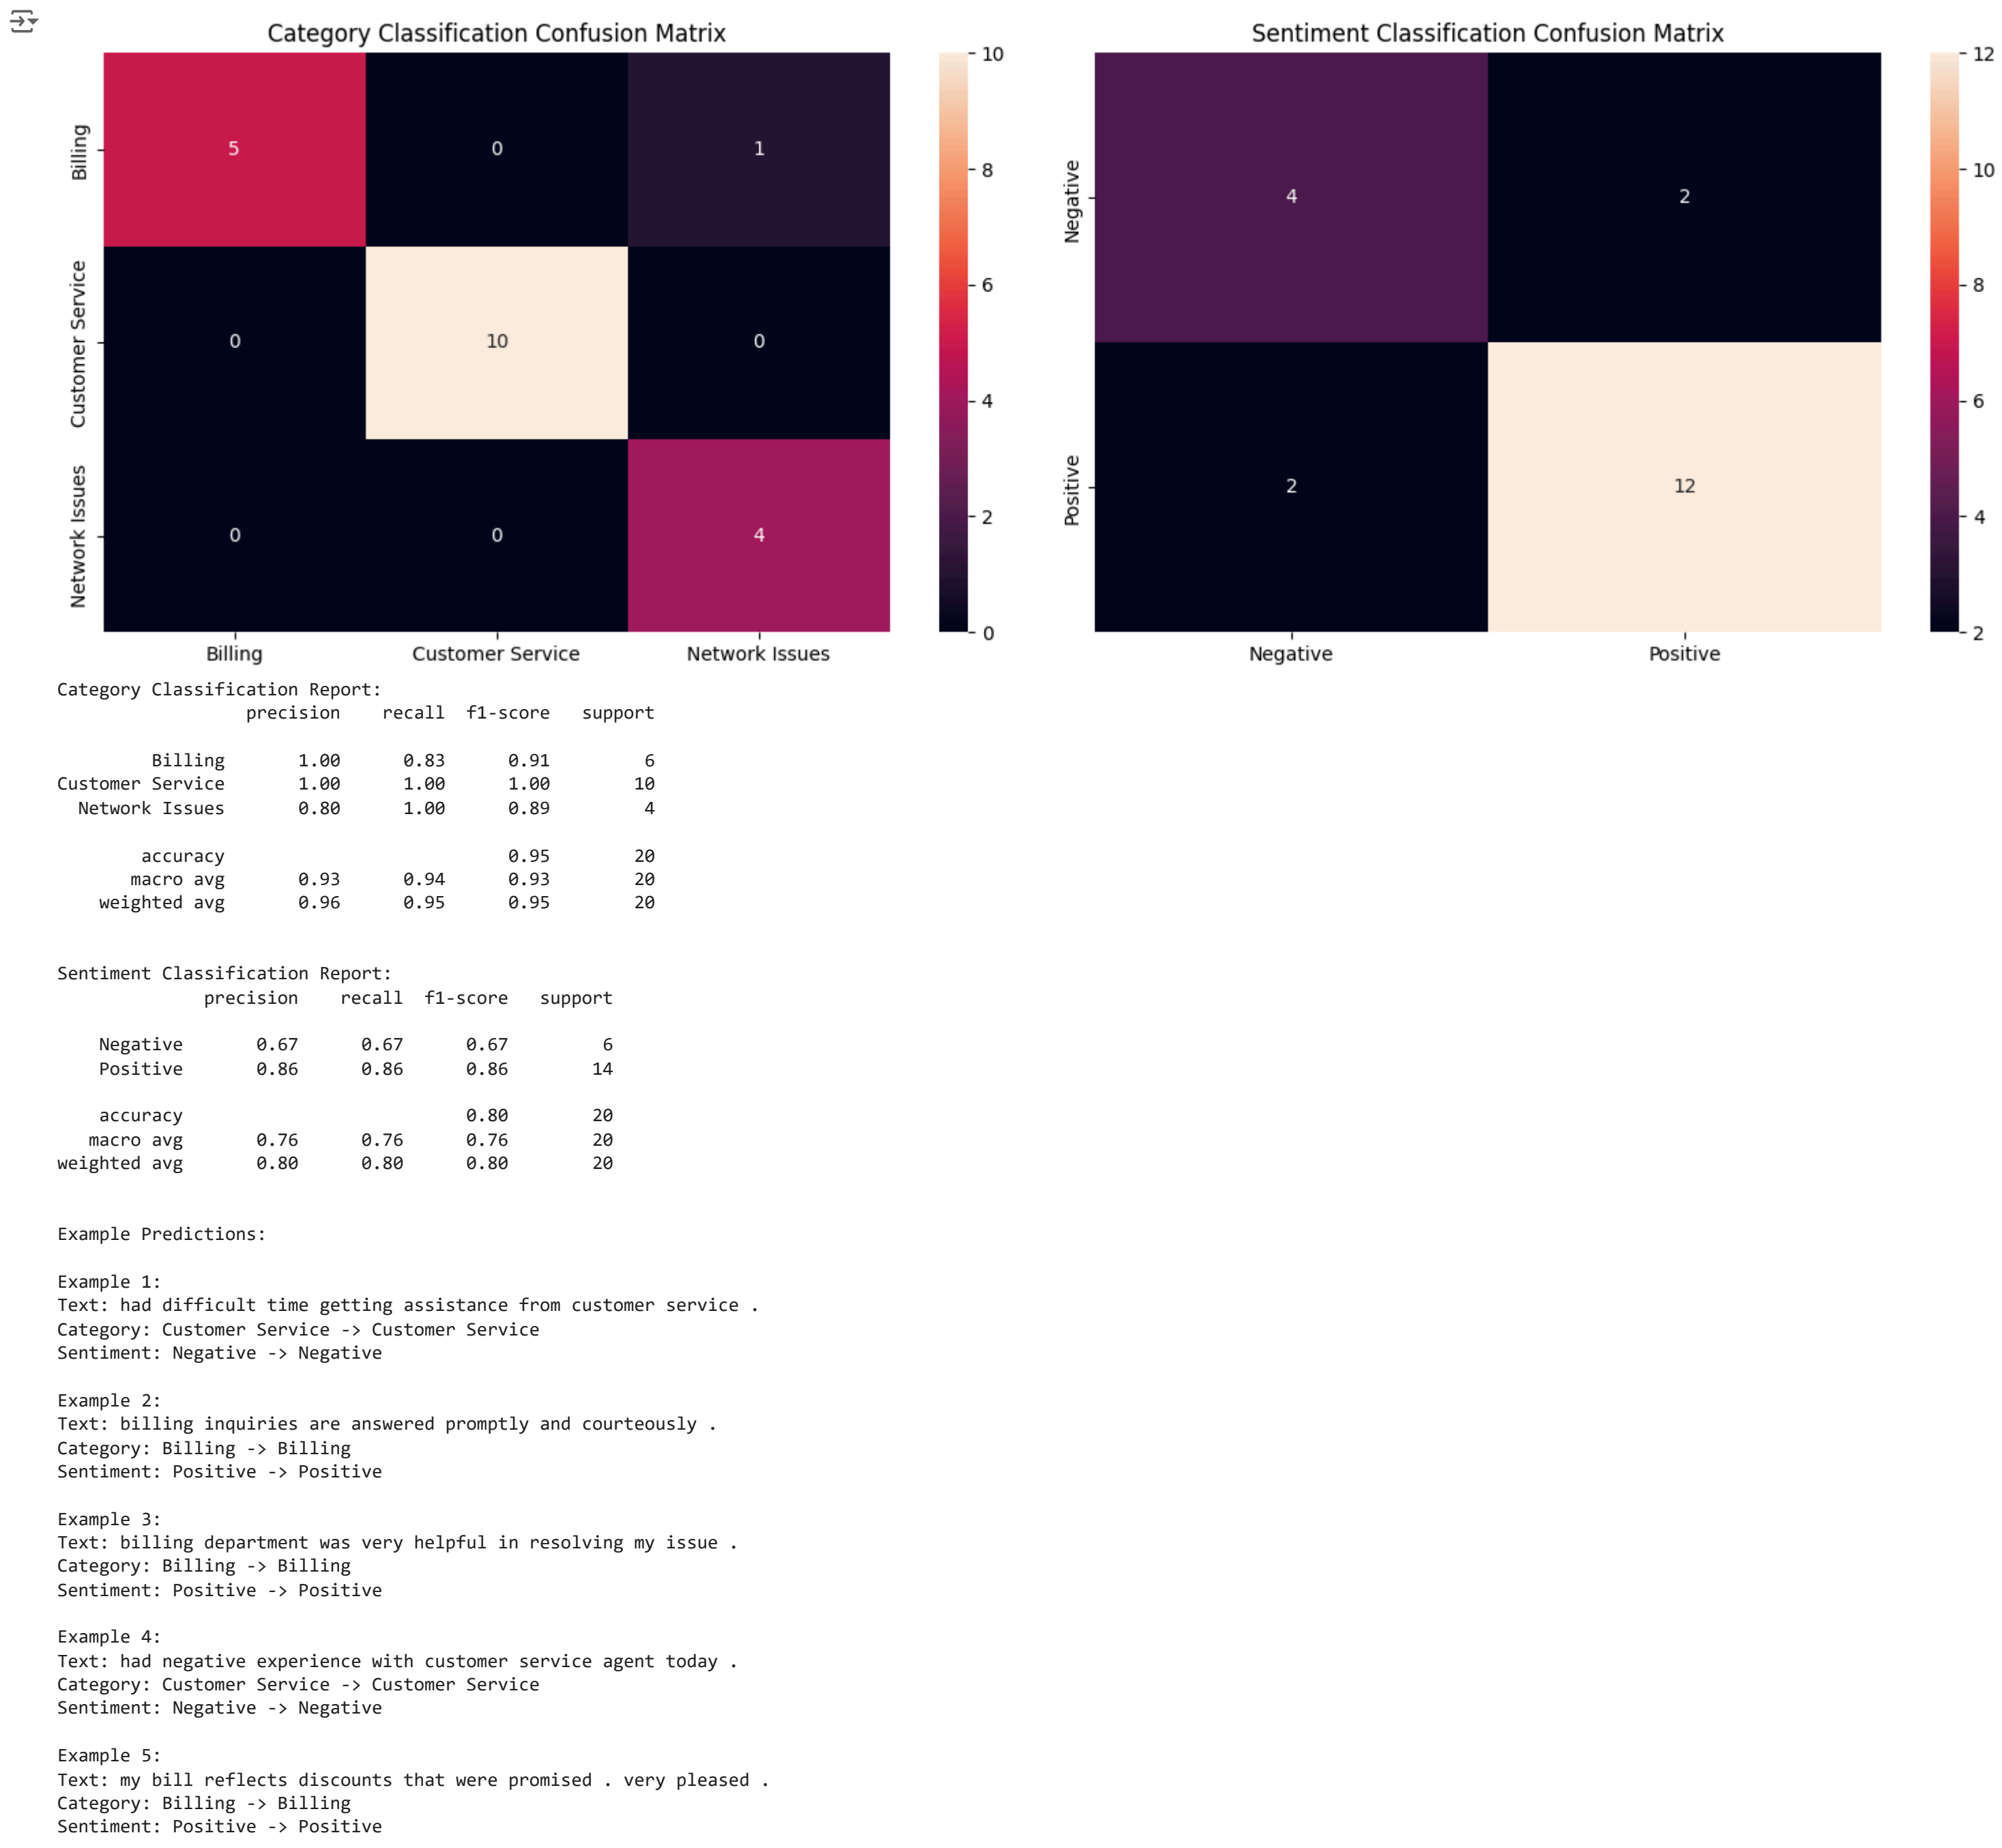 Category Classification Confusion Matrix
10
8
6
4
2
0
Billing
Customer Service
Network Issues
5 0 1
0 10 0
0 0 4
Billing Customer Service Network Issues
Sentiment Classification Confusion Matrix
12
10
8
6
4
2
Negative
Positive
4 2
2 12
Negative Positive
Category Classification Report:
precision recall f1-score support
Billing 1.00 0.83 0.91 6
Customer Service 1.00 1.00 1.00 10
Network Issues 0.80 1.00 0.89 4
accuracy 0.95 20
macro avg 0.93 0.94 0.93 20
weighted avg 0.96 0.95 0.95 20
Sentiment Classification Report:
precision recall f1-score support
Negative 0.67 0.67 0.67 6
Positive 0.86 0.86 0.86 14
accuracy 0.80 20
macro avg 0.76 0.76 0.76 20
weighted avg 0.80 0.80 0.80 20
Example Predictions:
Example 1:
Text: had difficult time getting assistance from customer service .
Category: Customer Service -> Customer Service
Sentiment: Negative -> Negative
Example 2:
Text: billing inquiries are answered promptly and courteously .
Category: Billing -> Billing
Sentiment: Positive -> Positive
Example 3:
Text: billing department was very helpful in resolving my issue .
Category: Billing -> Billing
Sentiment: Positive -> Positive
Example 4:
Text: had negative experience with customer service agent today .
Category: Customer Service -> Customer Service
Sentiment: Negative -> Negative
Example 5:
Text: my bill reflects discounts that were promised . very pleased .
Category: Billing -> Billing
Sentiment: Positive -> Positive